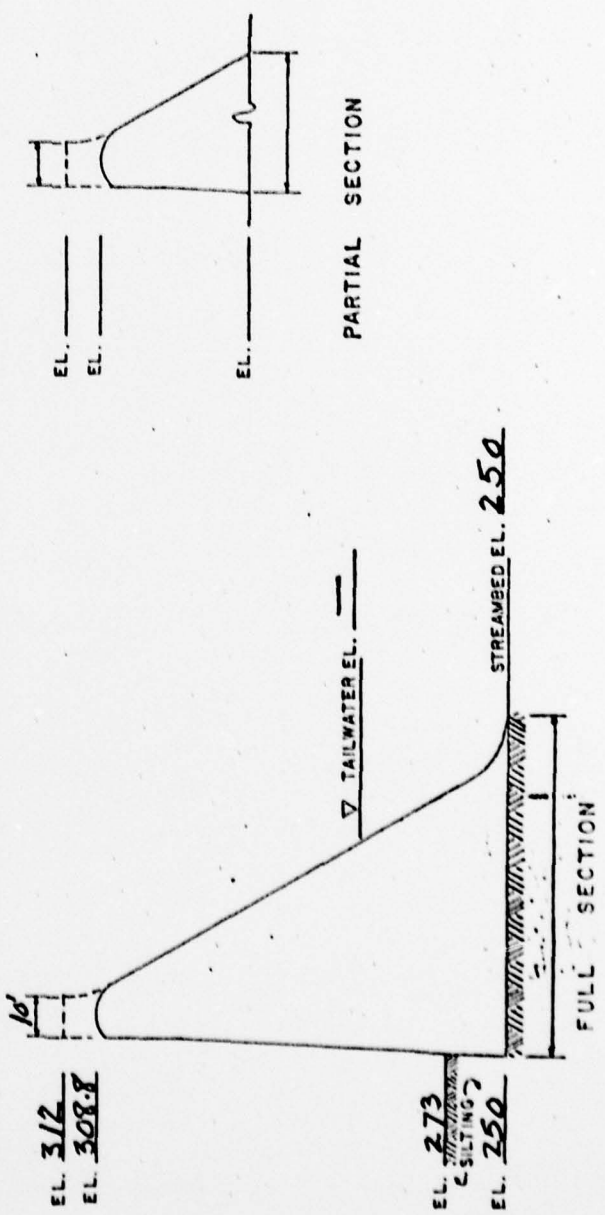 EL.
EL.
EL.
PARTIAL SECTION
10'
EL. 312
EL. 308.8
TAILWATER EL. —
EL. 273
SILTING
EL. 250
STREAMBED EL. 250
FULL SECTION